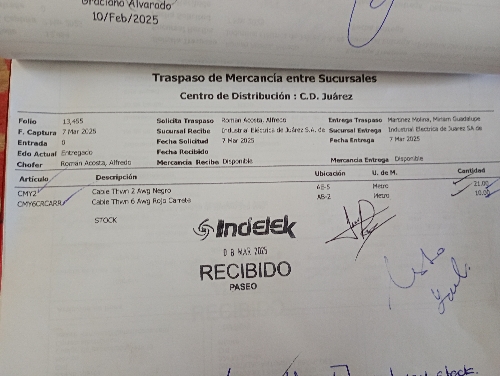 Graciano Alvarado
10/Feb/2025
Traspaso de Mercancía entre Sucursales
Centro de Distribución : C.D. Juárez
Folio 13,455 Solicita Traspaso Roman Acosta, Alfredo Entrega Traspaso Martinez Molina, Miriam Guadalupe
F. Captura 7 Mar 2025 Sucursal Recibe Industrial Eléctrica de Juárez S.A. de Sucursal Entrega Industrial Electrica de Juárez SA de
Entrada 0 Fecha Solicitud 7 Mar 2025 Fecha Entrega 7 Mar 2025
Edo Actual Entregado Fecha Recibido
Chofer Roman Acosta, Alfredo Mercancia Recibe Disponible Mercancia Entrega Disponible
Artículo Descripción Ubicación U. de M. Cantidad
CMY2 Cable Thwn 2 Awg Negro AB-5 Metro 21.00
CMY6CRCARR Cable Thwn 6 Awg Rojo Carrete AB-2 Metro 10.00
STOCK
Indelek
08 MAR 2025
RECIBIDO
PASEO
stock.